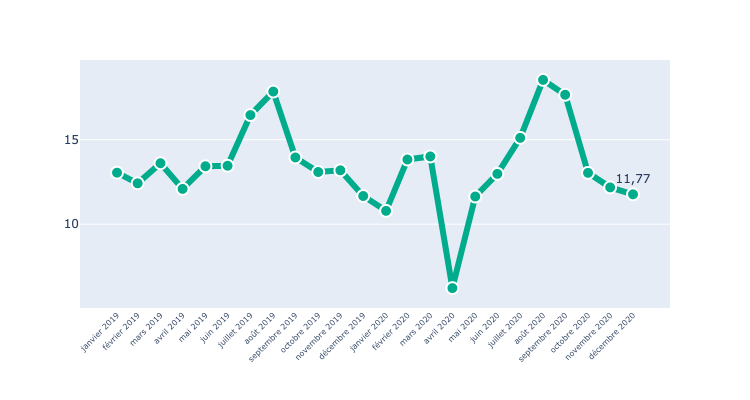 15
10
11,77
janvier 2019
février 2019
mars 2019
avril 2019
mai 2019
juin 2019
juillet 2019
août 2019
septembre 2019
octobre 2019
novembre 2019
décembre 2019
janvier 2020
février 2020
mars 2020
avril 2020
mai 2020
juin 2020
juillet 2020
août 2020
septembre 2020
octobre 2020
novembre 2020
décembre 2020